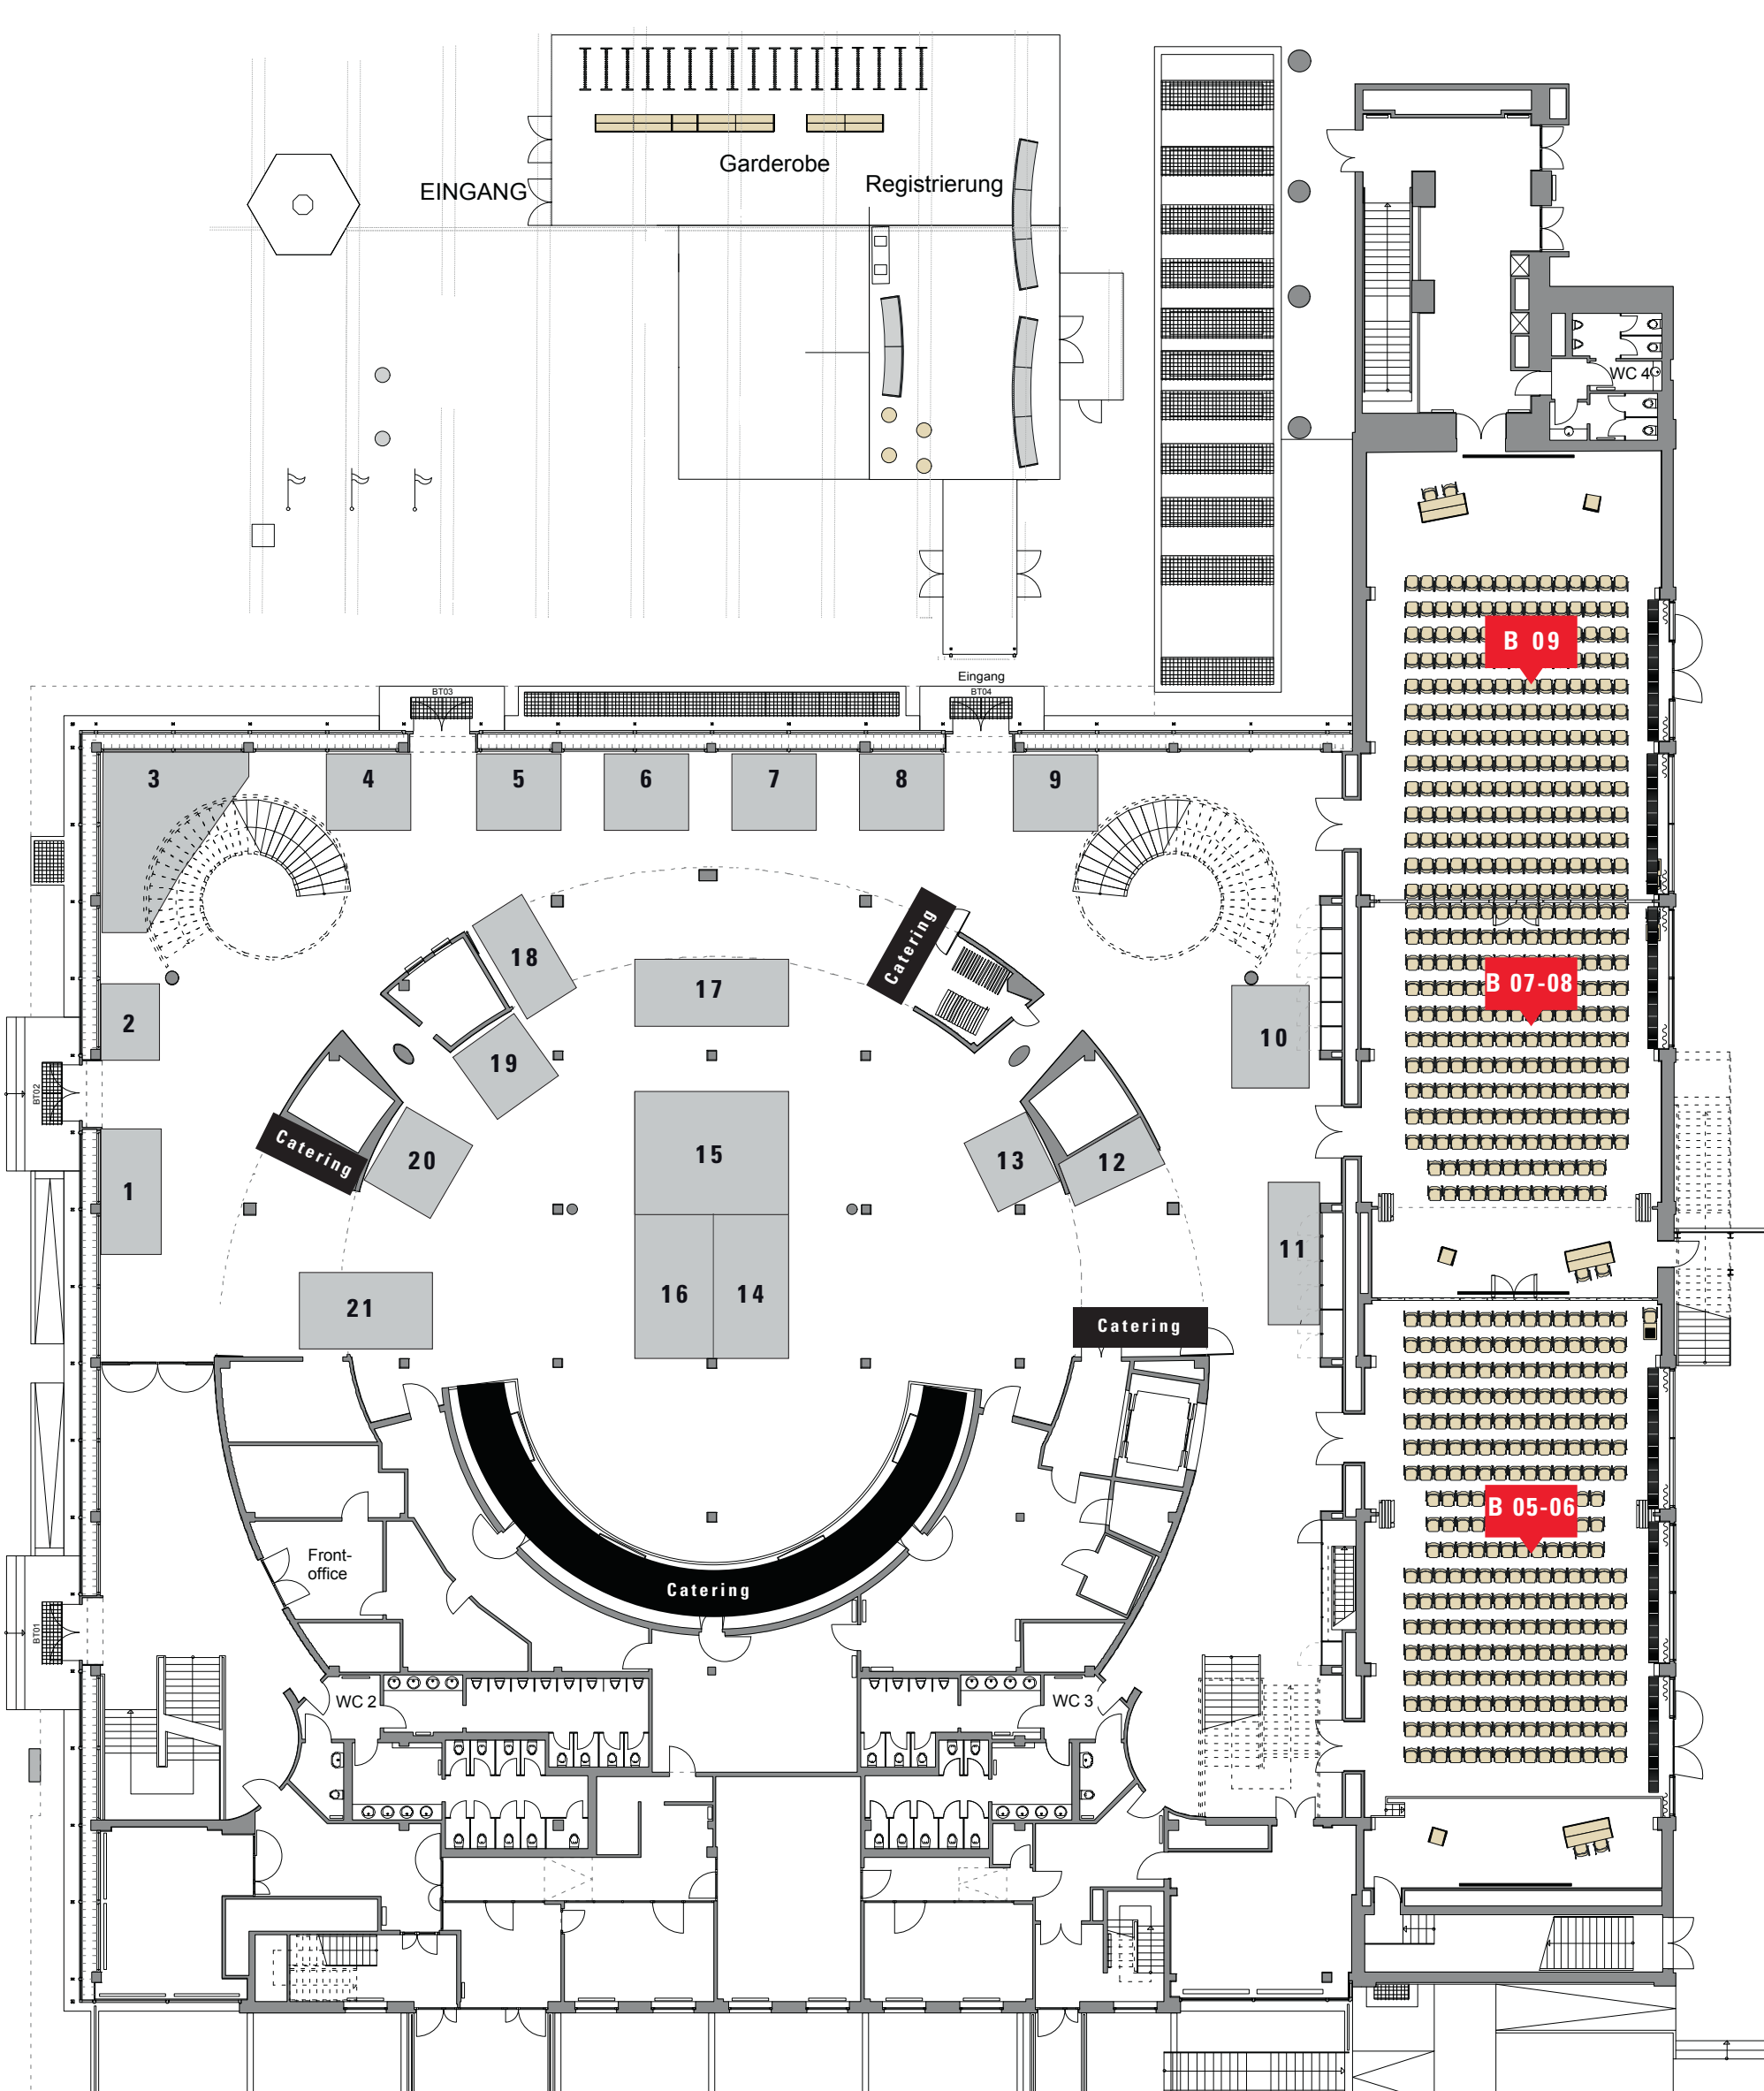 Garderobe
Registrierung
EINGANG
WC 4
B 09
Eingang
BT03
BT04
3
4
5
6
7
8
9
Catering
18
17
B 07-08
2
10
19
BT02
Catering
20
15
13
12
1
11
16
14
21
Catering
B 05-06
Front-
office
Catering
BT01
WC 2
WC 3